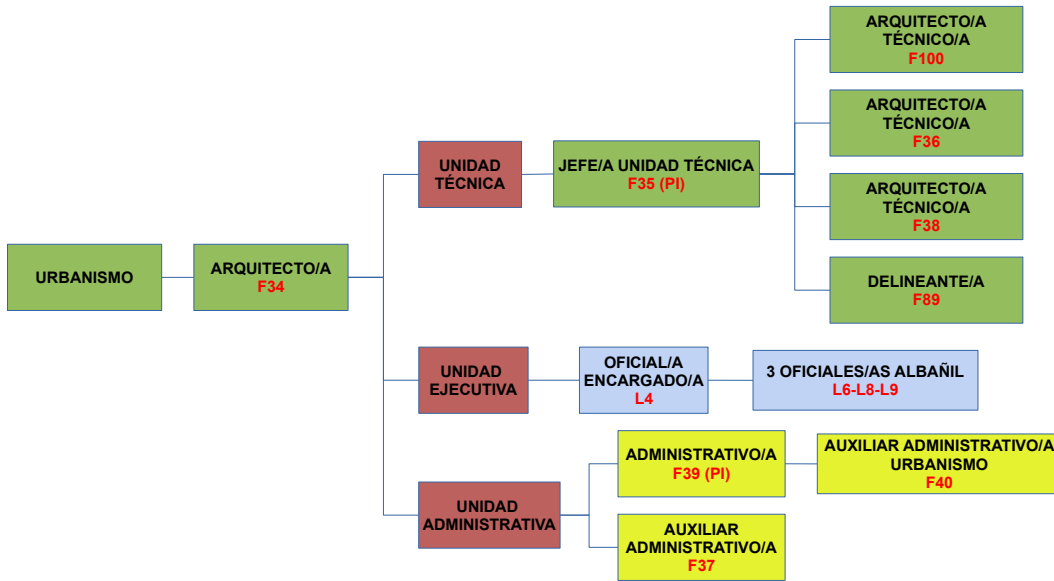 URBANISMO
ARQUITECTO/A
F34
UNIDAD
TÉCNICA
JEFE/A UNIDAD TÉCNICA
F35 (PI)
ARQUITECTO/A
TÉCNICO/A
F100
ARQUITECTO/A
TÉCNICO/A
F36
ARQUITECTO/A
TÉCNICO/A
F38
DELINEANTE/A
F89
UNIDAD
EJECUTIVA
OFICIAL/A
ENCARGADO/A
L4
3 OFICIALES/AS ALBAÑIL
L6-L8-L9
UNIDAD
ADMINISTRATIVA
ADMINISTRATIVO/A
F39 (PI)
AUXILIAR ADMINISTRATIVO/A
URBANISMO
F40
AUXILIAR
ADMINISTRATIVO/A
F37